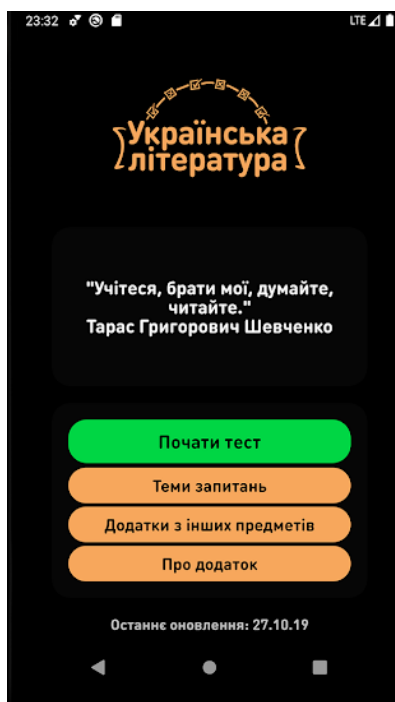 23:32
LTE
Українська
література
"Учітеся, брати мої, думайте,
читайте."
Тарас Григорович Шевченко
Почати тест
Теми запитань
Додатки з інших предметів
Про додаток
Останнє оновлення: 27.10.19